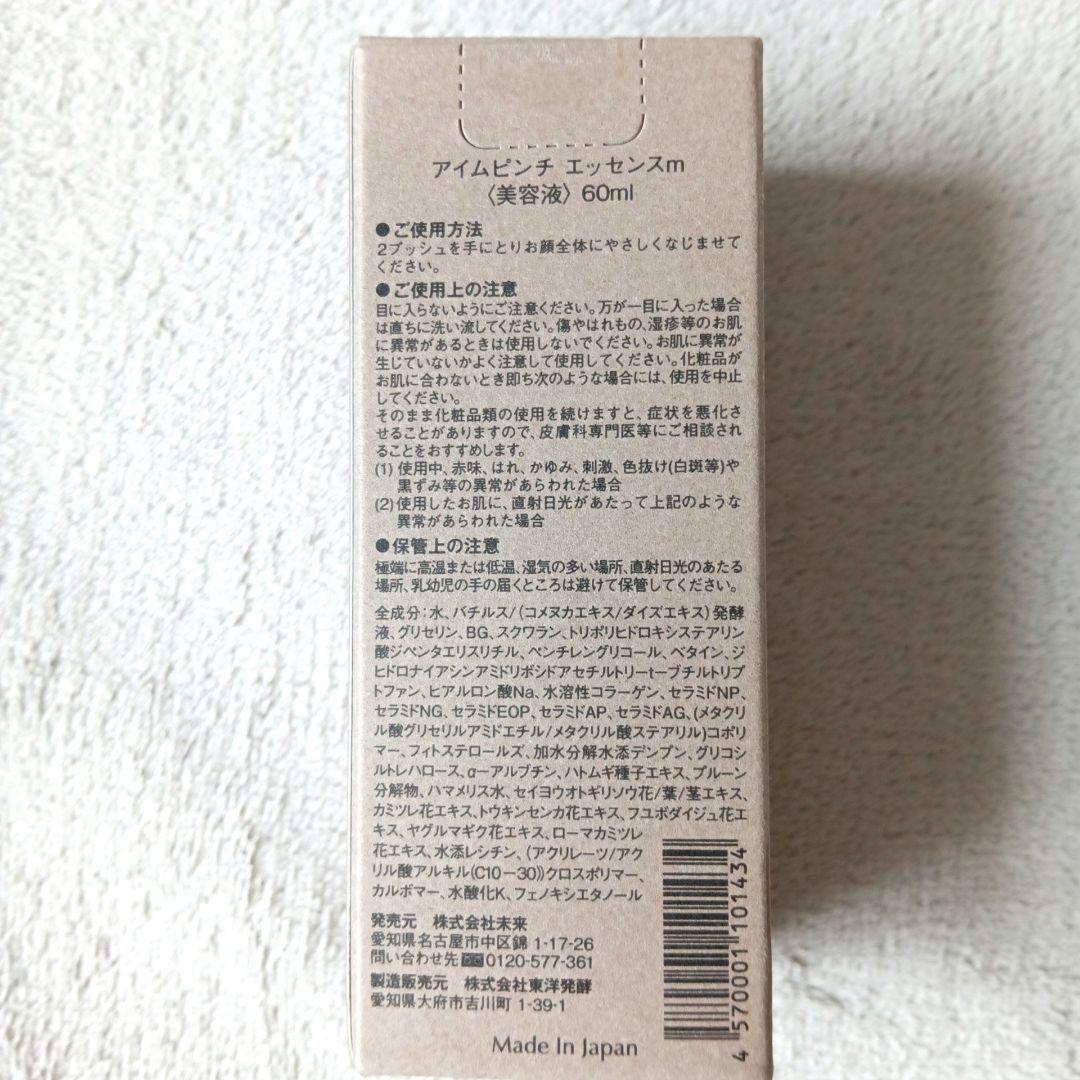 アイムピンチ エッセンスm
〈美容液〉60ml
●ご使用方法
2プッシュを手にとりお顔全体にやさしくなじませて
ください。
●ご使用上の注意
目に入らないようにご注意ください。万が一目に入った場合
は直ちに洗い流してください。傷やはれもの、湿疹等のお肌
に異常があるときは使用しないでください。お肌に異常が
生じていないかよく注意して使用してください。化粧品が
お肌に合わないとき即ち次のような場合には、使用を中止
してください。
そのまま化粧品類の使用を続けますと、症状を悪化さ
せることがありますので、皮膚科専門医等にご相談され
ることをおすすめします。
(1) 使用中、赤味、はれ、かゆみ、刺激、色抜け(白斑等)や
黒ずみ等の異常があらわれた場合
(2)使用したお肌に、直射日光があたって上記のような
異常があらわれた場合
●保管上の注意
極端に高温または低温、湿気の多い場所、直射日光のあたる
場所、乳幼児の手の届くところは避けて保管してください。
全成分：水、バチルス/(コメヌカエキス/ダイズエキス)発酵
液、グリセリン、BG、スクワラン、トリポリヒドロキシステアリン
酸ジペンタエリスリチル、ペンチレングリコール、ベタイン、ジ
ヒドロナイアシンアミドリボシドアセチルトリーt−ブチルトリプ
トファン、ヒアルロン酸Na、水溶性コラーゲン、セラミドNP、
セラミドNG、セラミドEOP、セラミドAP、セラミドAG、(メタクリ
ル酸グリセリルアミドエチル/メタクリル酸ステアリル)コポリ
マー、フィトステロールズ、加水分解水添デンプン、グリコシ
ルトレハロース、α−アルブチン、ハトムギ種子エキス、プルーン
分解物、ハマメリス水、セイヨウオトギリソウ花/葉/茎エキス、
カミツレ花エキス、トウキンセンカ花エキス、フユボダイジュ花エ
キス、ヤグルマギク花エキス、ローマカミツレ
花エキス、水添レシチン、(アクリレーツ/アク
リル酸アルキル(C10−30))クロスポリマー、
カルボマー、水酸化K、フェノキシエタノール
発売元 株式会社未来
愛知県名古屋市中区錦 1-17-26
問い合わせ先 0120-577-361
製造販売元 株式会社東洋発酵
愛知県大府市吉川町 1-39-1
Made In Japan
4 570001 101434